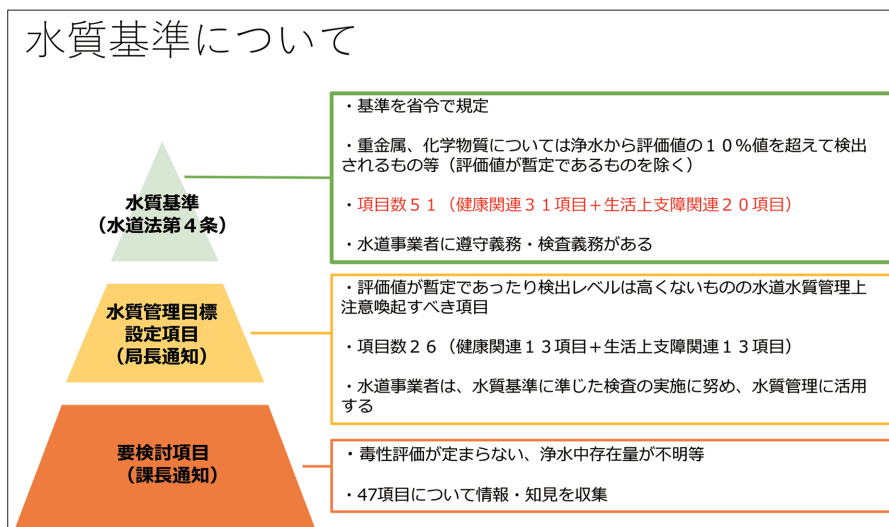 水質基準について
水質基準
（水道法第４条）
・基準を省令で規定
・重金属、化学物質については浄水から評価値の１０％値を超えて検出
されるもの等（評価値が暫定であるものを除く）
・項目数５１（健康関連３１項目＋生活上支障関連２０項目）
・水道事業者に遵守義務・検査義務がある
水質管理目標
設定項目
（局長通知）
・評価値が暫定であったり検出レベルは高くないものの水道水質管理上
注意喚起すべき項目
・項目数２６（健康関連１３項目＋生活上支障関連１３項目）
・水道事業者は、水質基準に準じた検査の実施に努め、水質管理に活用
する
要検討項目
（課長通知）
・毒性評価が定まらない、浄水中存在量が不明等
・47項目について情報・知見を収集